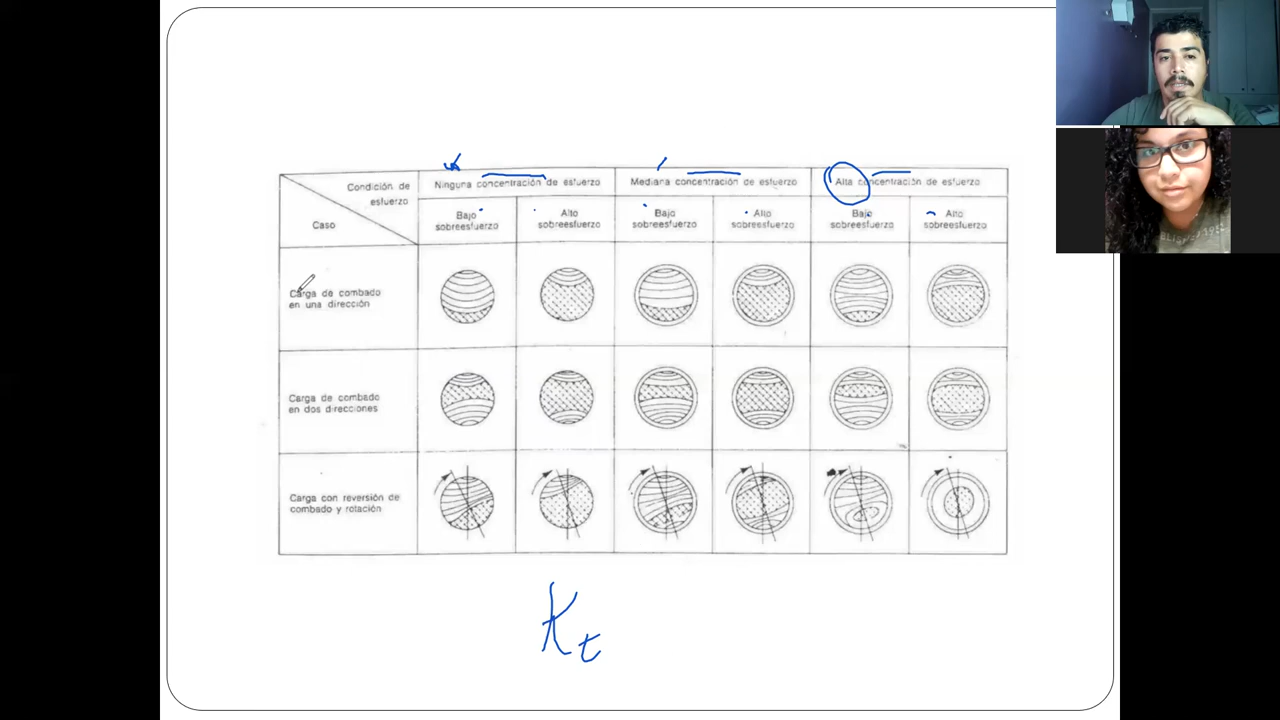 Condición de
esfuerzo
Caso
Ninguna concentración de esfuerzo
Mediana concentración de esfuerzo
Alta concentración de esfuerzo
Bajo
sobreesfuerzo
Alto
sobreesfuerzo
Bajo
sobreesfuerzo
Alto
sobreesfuerzo
Bajo
sobreesfuerzo
Alto
sobreesfuerzo
Carga de combado
en una dirección
Carga de combado
en dos direcciones
Carga con reversión de
combado y rotación
Kt